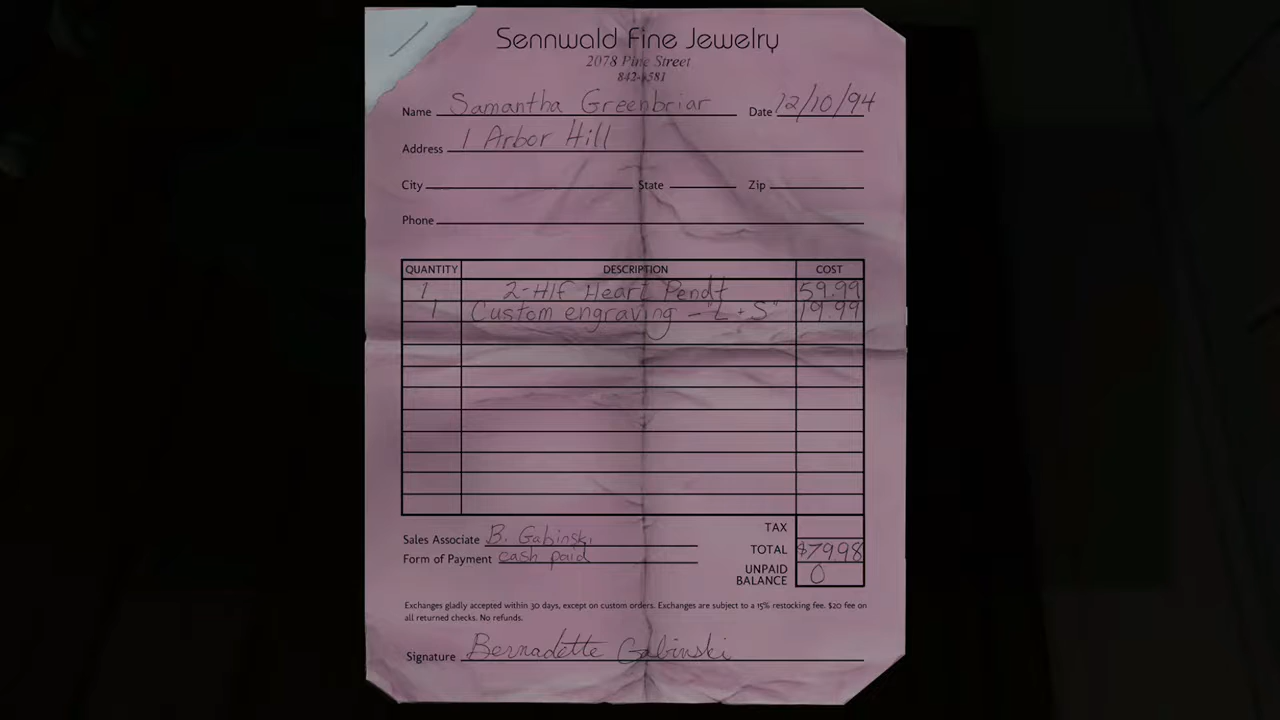 Sennwald Fine Jewelry
2078 Pine Street
842-6581
Name Samantha Greenbriar Date 12/10/94
Address 1 Arbor Hill
City State Zip
Phone
QUANTITY DESCRIPTION COST
1 2-Hlf Heart Pendt 59.99
1 Custom engraving - "L + S" 19.99
TAX
Sales Associate B. Gabinski
TOTAL $79.98
Form of Payment cash paid
UNPAID BALANCE 0
Exchanges gladly accepted within 30 days, except on custom orders. Exchanges are subject to a 15% restocking fee. $20 fee on
all returned checks. No refunds.
Signature Bernadette Gabinski